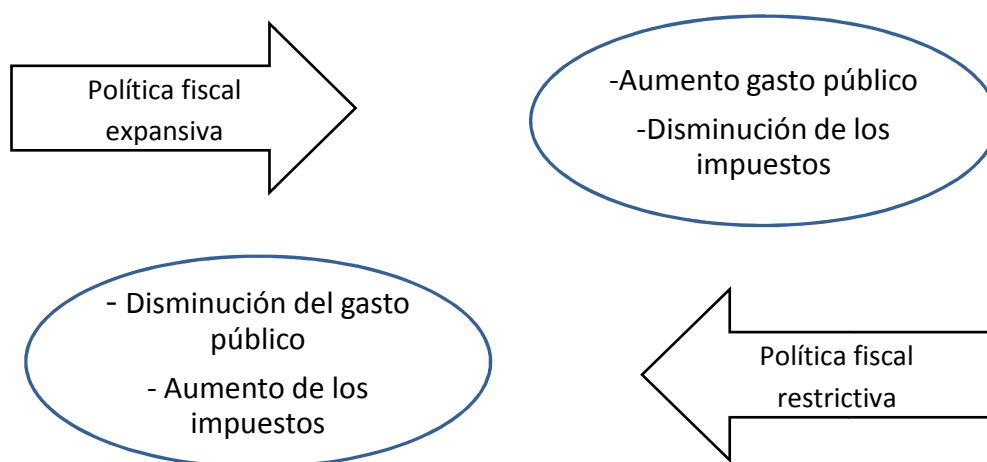 Política fiscal
expansiva
-Aumento gasto público
-Disminución de los
impuestos
- Disminución del gasto
público
- Aumento de los
impuestos
Política fiscal
restrictiva